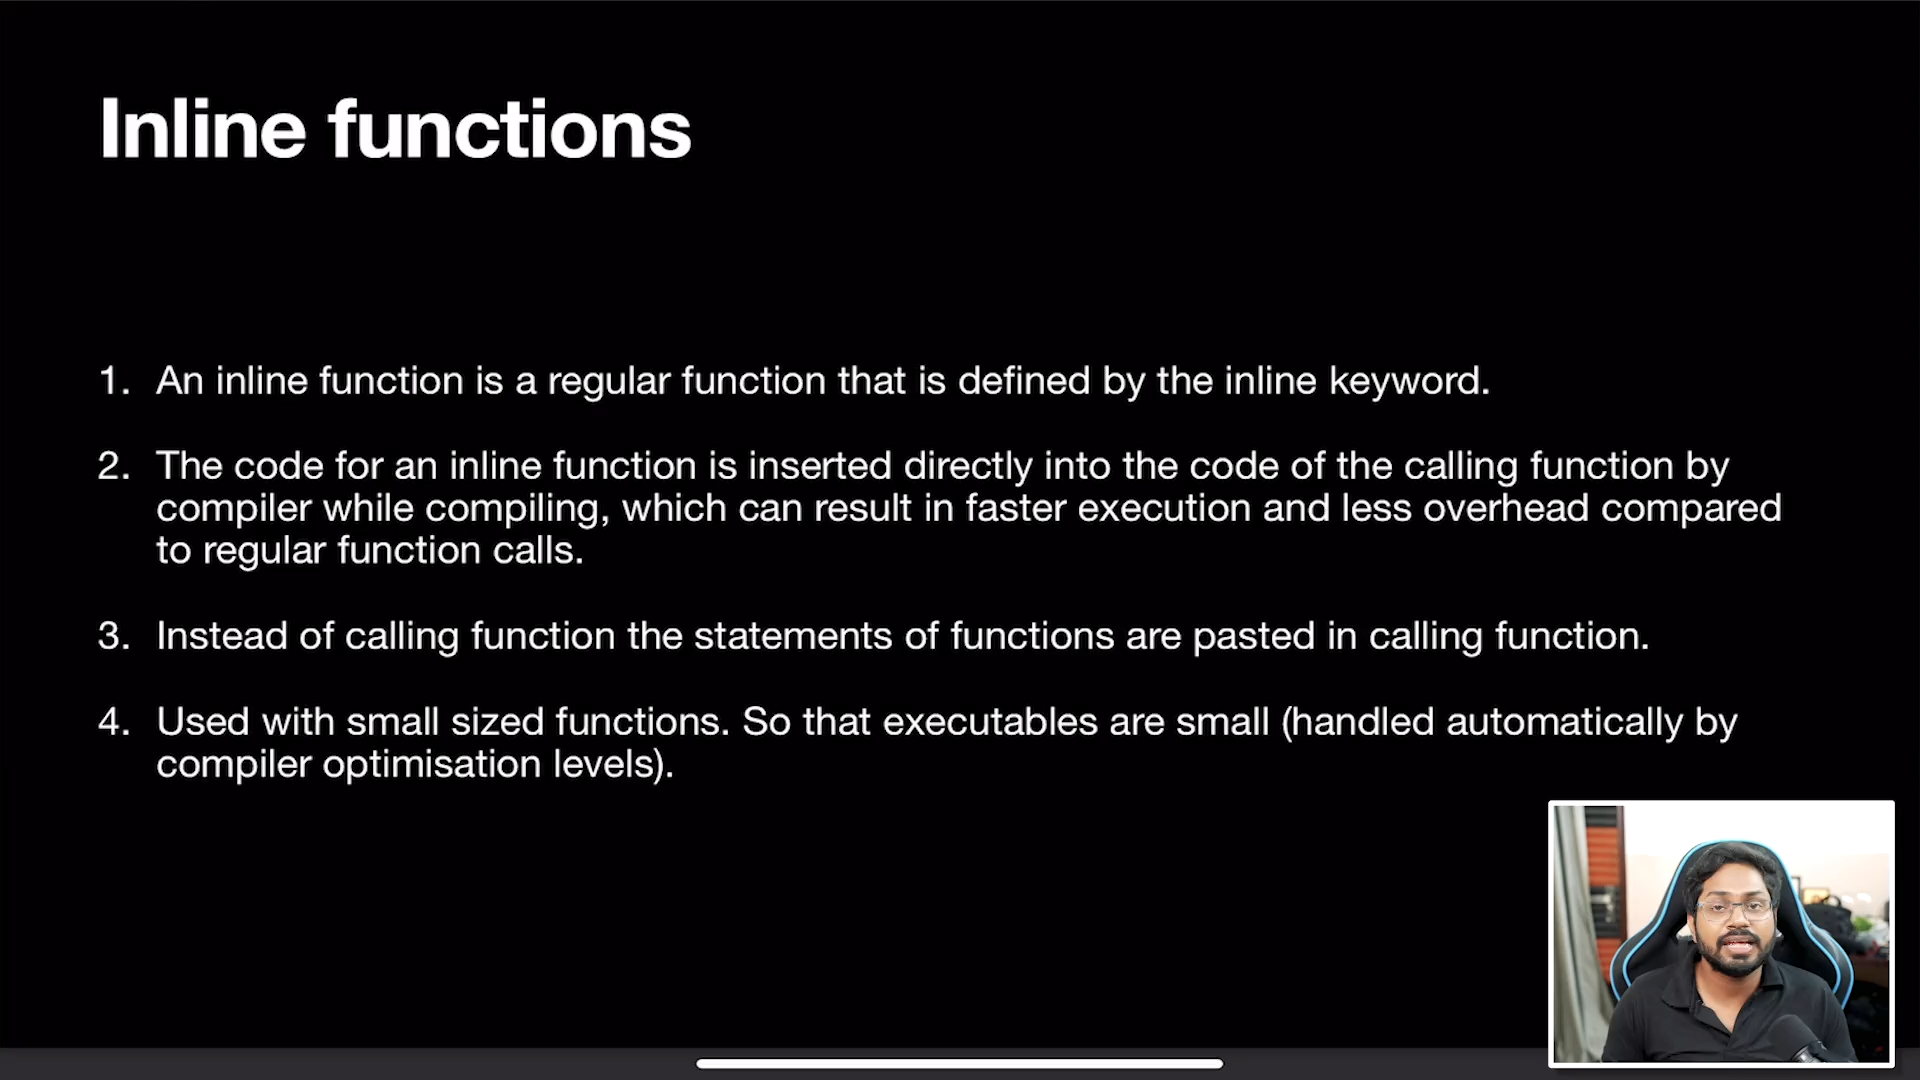 Inline functions
1. An inline function is a regular function that is defined by the inline keyword.
2. The code for an inline function is inserted directly into the code of the calling function by
compiler while compiling, which can result in faster execution and less overhead compared
to regular function calls.
3. Instead of calling function the statements of functions are pasted in calling function.
4. Used with small sized functions. So that executables are small (handled automatically by
compiler optimisation levels).